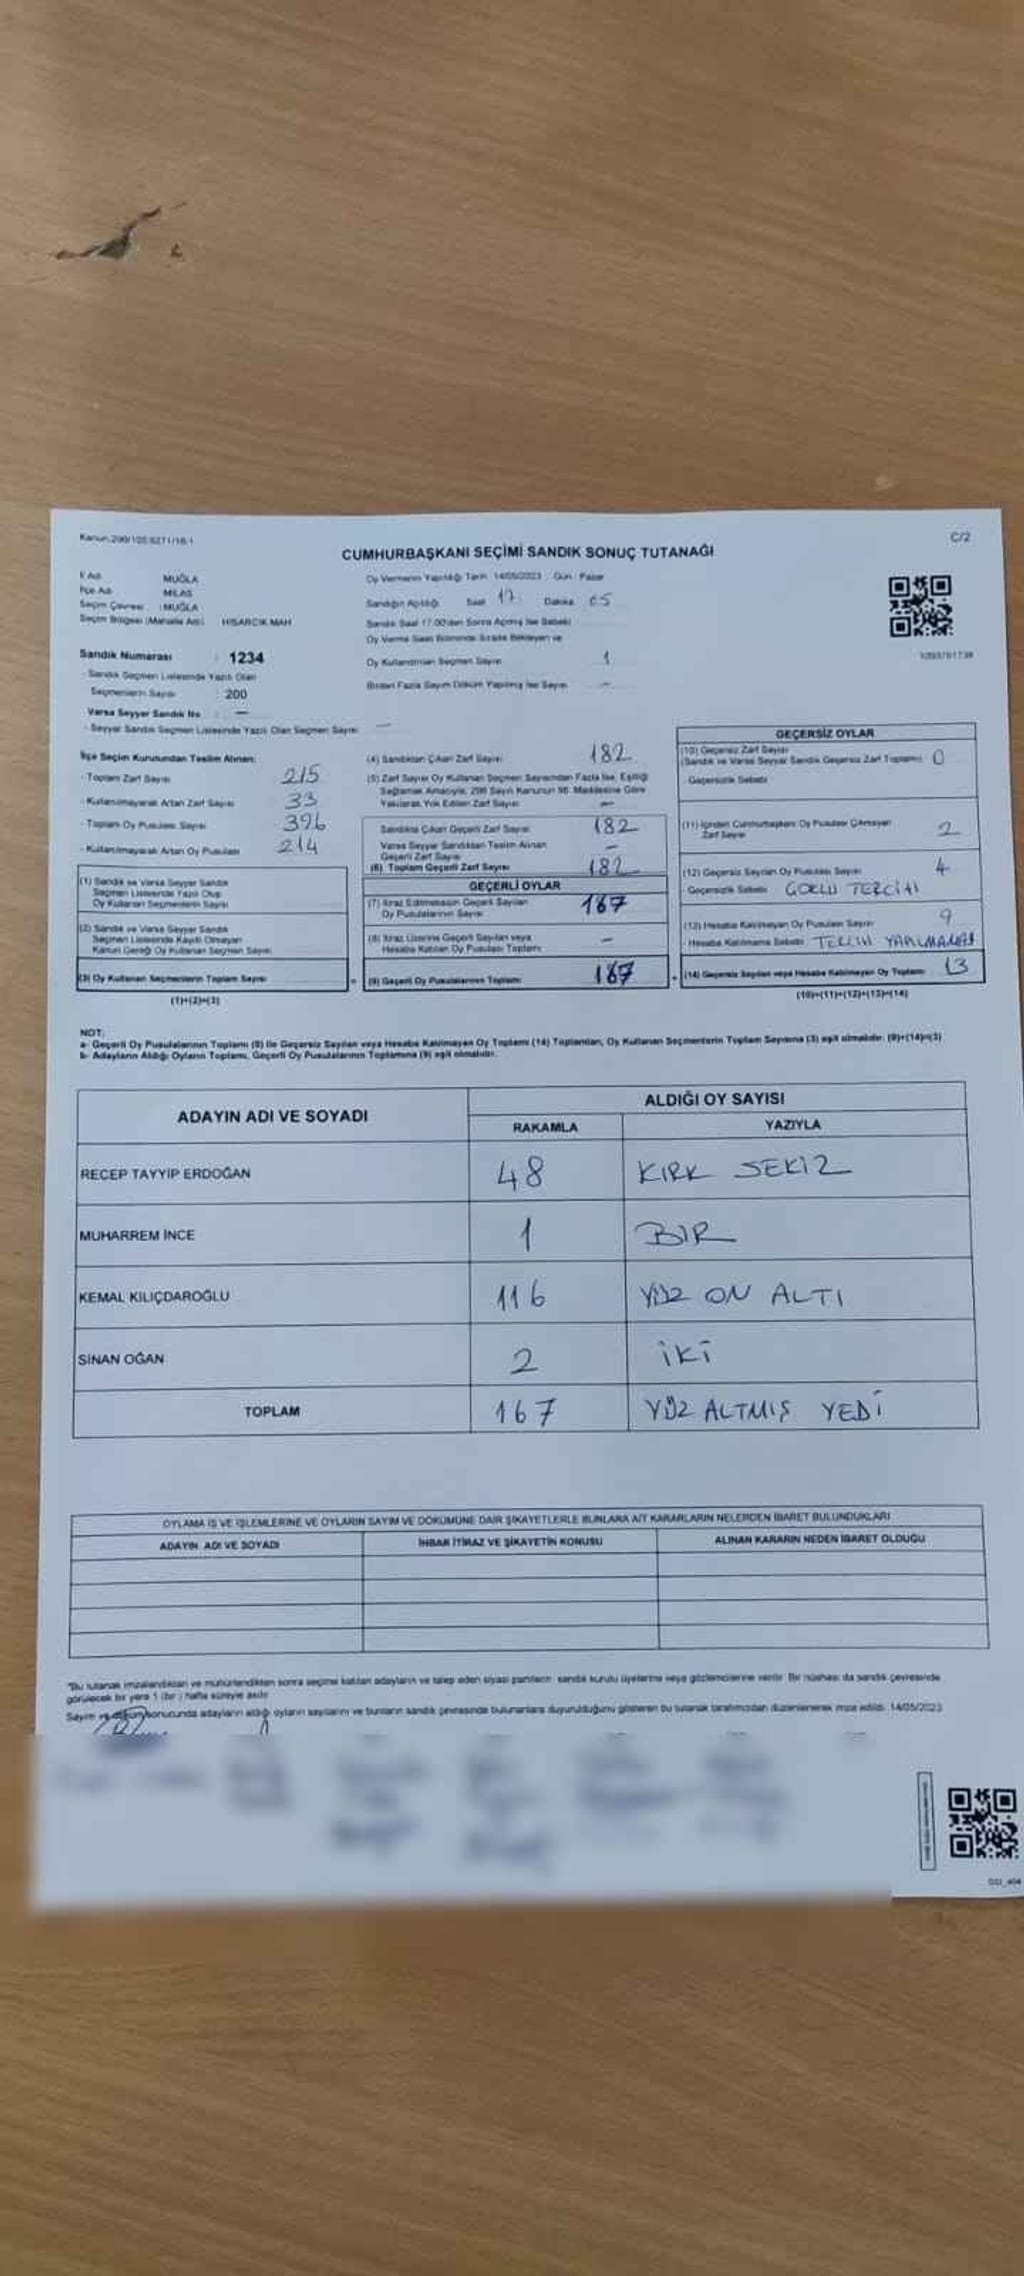 Kanun:298/105,6271/18.1
C/2
CUMHURBAŞKANI SEÇİMİ SANDIK SONUÇ TUTANAĞI
İl Adı MUĞLA
İlçe Adı MİLAS
Seçim Çevresi : MUĞLA
Seçim Bölgesi (Mahalle Adı) HİSARCIK MAH
Sandık Numarası : 1234
Sandık Seçmen Listesinde Yazılı Olan
Seçmenlerin Sayısı : 200
Varsa Seyyar Sandık No : —
- Seyyar Sandık Seçmen Listesinde Yazılı Olan Seçmen Sayısı —
Oy Vermenin Yapıldığı Tarih 14/05/2023 Gün : Pazar
Sandığın Açıldığı Saat 17 Dakika 05
Sandık Saat 17.00'den Sonra Açılmış İse Sebebi
Oy Verme Saati Bitiminde Sırada Bekleyen ve
Oy Kullandırılan Seçmen Sayısı 1
Birden Fazla Sayım Döküm Yapılmış İse Sayısı —
İlçe Seçim Kurulundan Teslim Alınan:
- Toplam Zarf Sayısı 215
- Kullanılmayarak Artan Zarf Sayısı 33
- Toplam Oy Pusulası Sayısı 396
- Kullanılmayarak Artan Oy Pusulası 214
(1) Sandık ve Varsa Seyyar Sandık
Seçmen Listesinde Yazılı Olup
Oy Kullanan Seçmenlerin Sayısı
(2) Sandık ve Varsa Seyyar Sandık
Seçmen Listesinde Kayıtlı Olmayan
Kanun Gereği Oy Kullanan Seçmen Sayısı
(3) Oy Kullanan Seçmenlerin Toplam Sayısı
(1)+(2)=(3)
(4) Sandıktan Çıkan Zarf Sayısı 182
(5) Zarf Sayısı Oy Kullanan Seçmen Sayısından Fazla İse, Eşitliği
Sağlamak Amacıyla, 298 Sayılı Kanunun 98. Maddesine Göre
Yakılarak Yok Edilen Zarf Sayısı —
Sandıkta Çıkan Geçerli Zarf Sayısı 182
Varsa Seyyar Sandıktan Teslim Alınan
Geçerli Zarf Sayısı —
(6) Toplam Geçerli Zarf Sayısı 182
GEÇERLİ OYLAR
(7) İtiraz Edilmeksizin Geçerli Sayılan
Oy Pusulalarının Sayısı 167
(8) İtiraz Üzerine Geçerli Sayılan veya
Hesaba Katılan Oy Pusulası Toplamı —
(9) Geçerli Oy Pusulalarının Toplamı 167
GEÇERSİZ OYLAR
(10) Geçersiz Zarf Sayısı
(Sandık ve Varsa Seyyar Sandık Geçersiz Zarf Toplamı) 0
Geçersizlik Sebebi
(11) İçinden Cumhurbaşkanı Oy Pusulası Çıkmayan
Zarf Sayısı 2
(12) Geçersiz Sayılan Oy Pusulası Sayısı 4
Geçersizlik Sebebi
(13) Hesaba Katılmayan Oy Pusulası Sayısı 9
- Hesaba Katılmama Sebebi
(14) Geçersiz Sayılan veya Hesaba Katılmayan Oy Toplamı 13
(10)+(11)+(12)+(13)=(14)
NOT:
a- Geçerli Oy Pusulalarının Toplamı (9) ile Geçersiz Sayılan veya Hesaba Katılmayan Oy Toplamı (14) Toplamları, Oy Kullanan Seçmenlerin Toplam Sayısına (3) eşit olmalıdır. (9)+(14)=(3)
b- Adayların Aldığı Oyların Toplamı, Geçerli Oy Pusulalarının Toplamına (9) eşit olmalıdır.
ADAYIN ADI VE SOYADI
ALDIĞI OY SAYISI
RAKAMLA YAZIYLA
RECEP TAYYİP ERDOĞAN 48 KIRK SEKİZ
MUHARREM İNCE 1 BİR
KEMAL KILIÇDAROĞLU 116 YÜZ ON ALTI
SİNAN OĞAN 2 İKİ
TOPLAM 167 YÜZ ALTMIŞ YEDİ
OYLAMA İŞ VE İŞLEMLERİNE VE OYLARIN SAYIM VE DÖKÜMÜNE DAİR ŞİKAYETLERLE BUNLARA AİT KARARLARIN NELERDEN İBARET BULUNDUKLARI
ADAYIN ADI VE SOYADI İHBAR İTİRAZ VE ŞİKAYETİN KONUSU ALINAN KARARIN NEDEN İBARET OLDUĞU
"Bu tutanak imzalandıktan ve mühürlendikten sonra seçime katılan adayların ve talep eden siyasi partilerin sandık kurulu üyelerine veya gözlemcilerine verilir. Bir nüshası da sandık çevresinde
görülecek bir yere 1 (bir ) hafta süreyle asılır
Sayım ve döküm sonucunda adayların aldığı oyların sayılarını ve bunların sandık çevresinde bulunanlara duyurulduğunu gösteren bu tutanak tarafımızdan düzenlenerek imza edildi. 14/05/2023